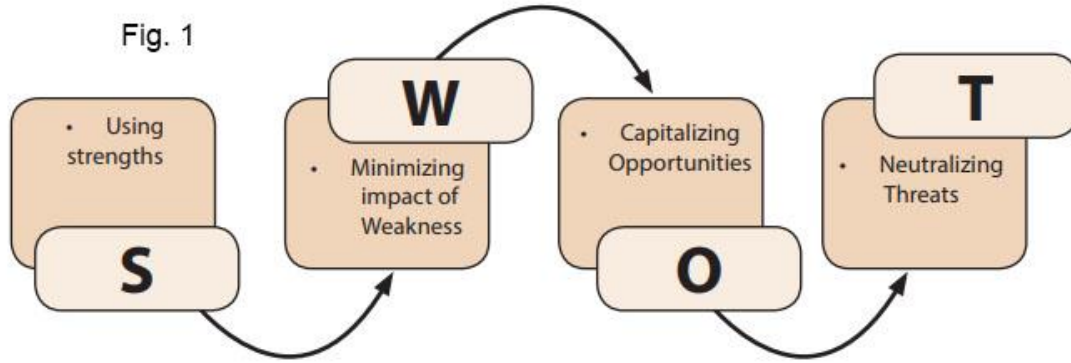 Fig. 1
• Using
strengths
S
W
• Minimizing
impact of
Weakness
• Capitalizing
Opportunities
O
T
• Neutralizing
Threats